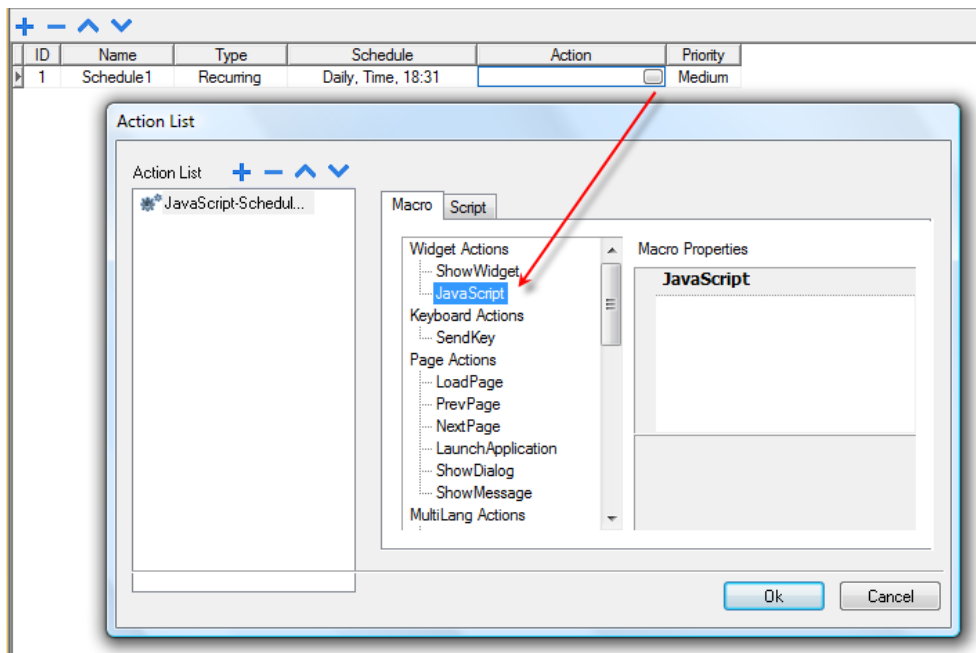 ID Name Type Schedule Action Priority
1 Schedule1 Recurring Daily, Time, 18:31 Medium
Action List
Action List
JavaScript-Schedul...
Macro Script
Widget Actions
ShowWidget
JavaScript
Keyboard Actions
SendKey
Page Actions
LoadPage
PrevPage
NextPage
LaunchApplication
ShowDialog
ShowMessage
MultiLang Actions
Macro Properties
JavaScript
Ok Cancel